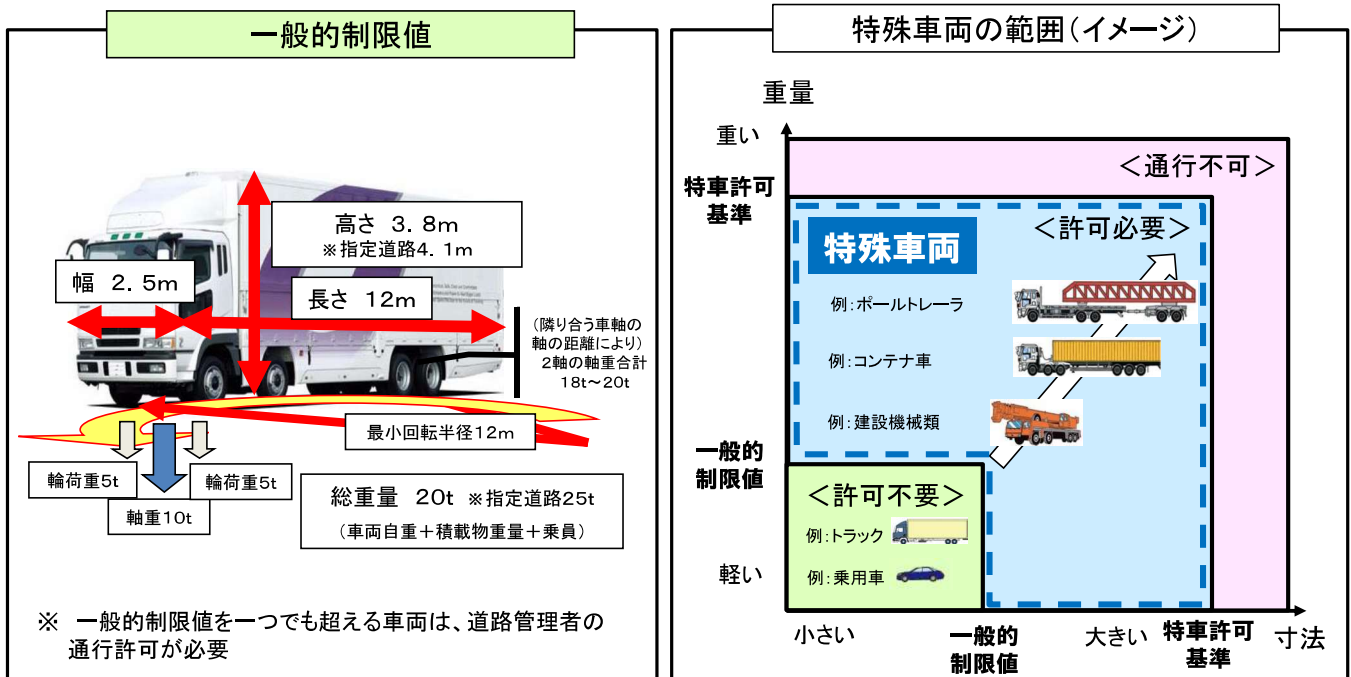 一般的制限値
高さ 3.8m
※指定道路4.1m
幅 2.5m
長さ 12m
(隣り合う車軸の
軸の距離により)
2軸の軸重合計
18t~20t
最小回転半径12m
輪荷重5t
輪荷重5t
軸重10t
総重量 20t ※指定道路25t
(車両自重+積載物重量+乗員)
※ 一般的制限値を一つでも超える車両は、道路管理者の
通行許可が必要
特殊車両の範囲(イメージ)
重量
重い
<通行不可>
特車許可
基準
<許可必要>
特殊車両
例:ポールトレーラ
例:コンテナ車
例:建設機械類
一般的
制限値
<許可不要>
例:トラック
例:乗用車
軽い
小さい
一般的
制限値
大きい
特車許可
基準
寸法